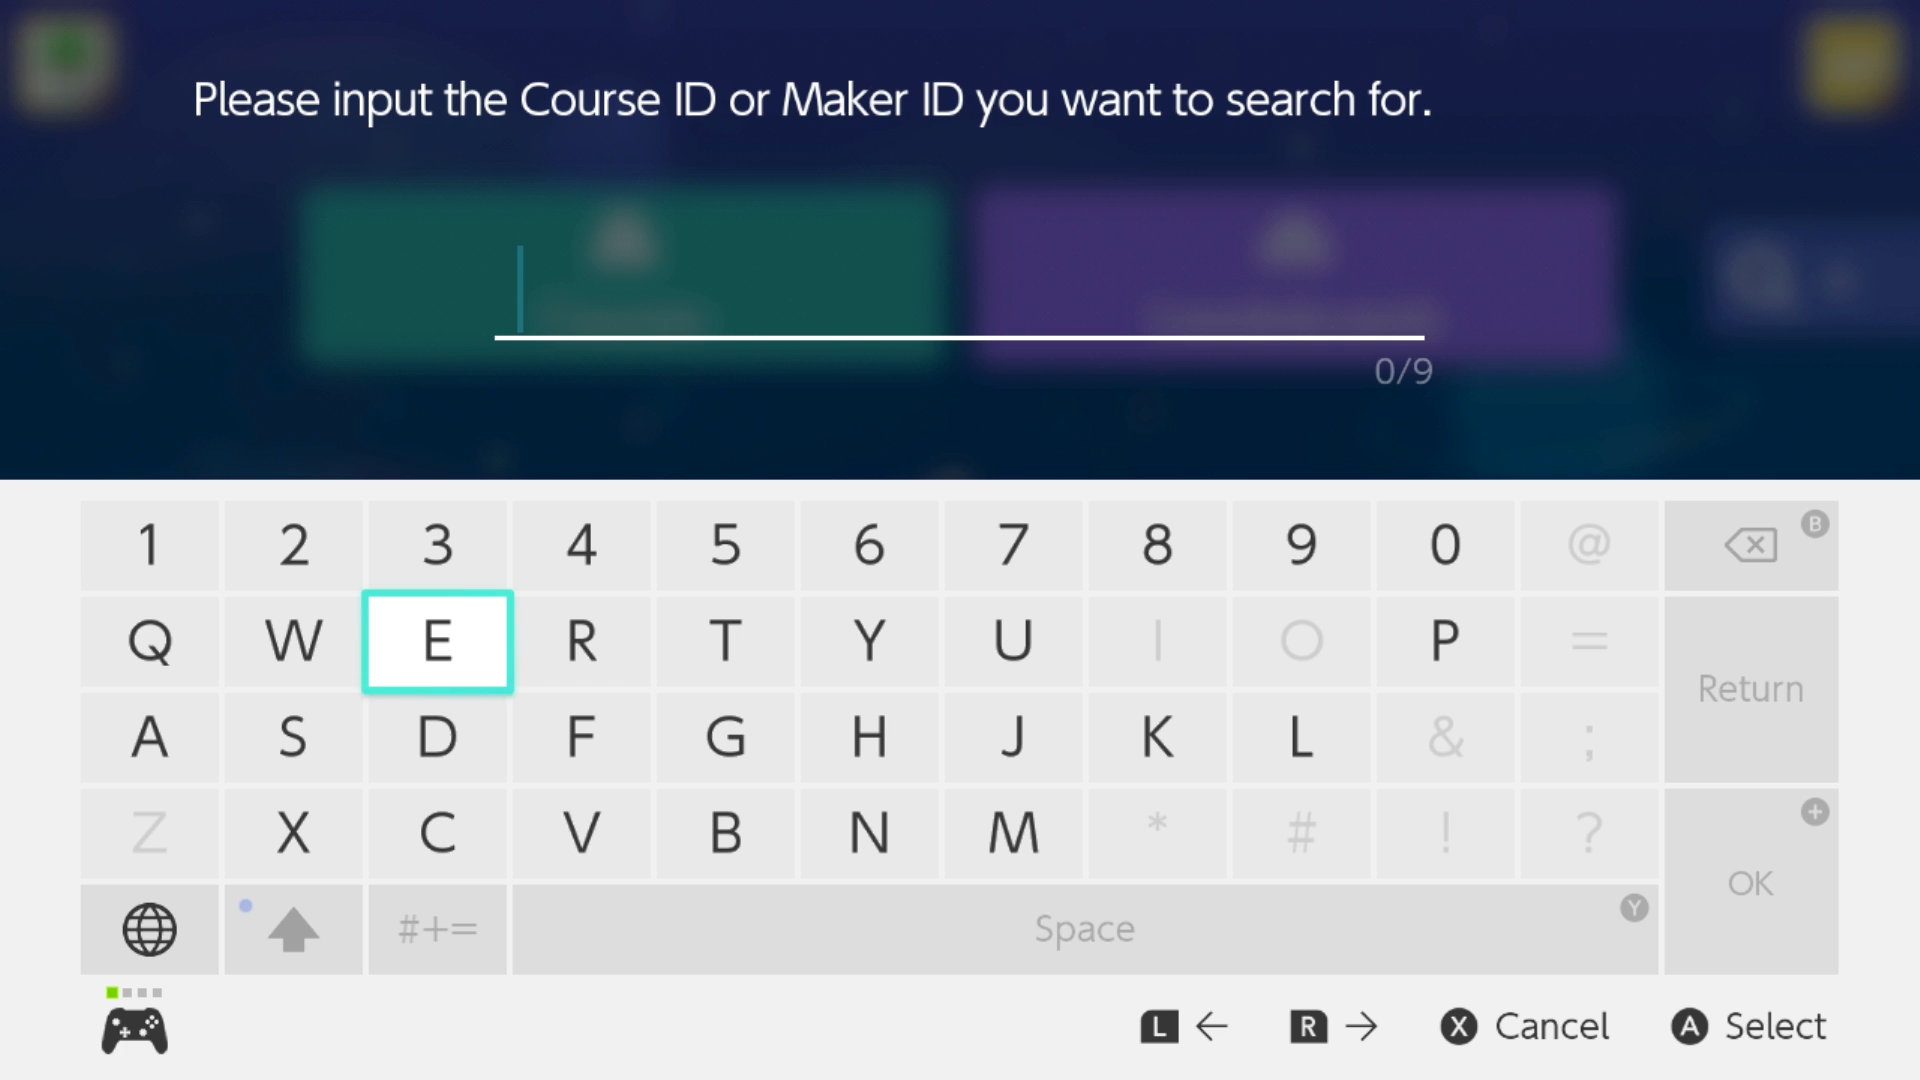 Please input the Course ID or Maker ID you want to search for.
0/9
1 2 3 4 5 6 7 8 9 0 @ B
Q W E R T Y U I O P =
Return
A S D F G H J K L & ;
Z X C V B N M * # ! ? +
OK
#+= Space Y
L ← R → X Cancel A Select